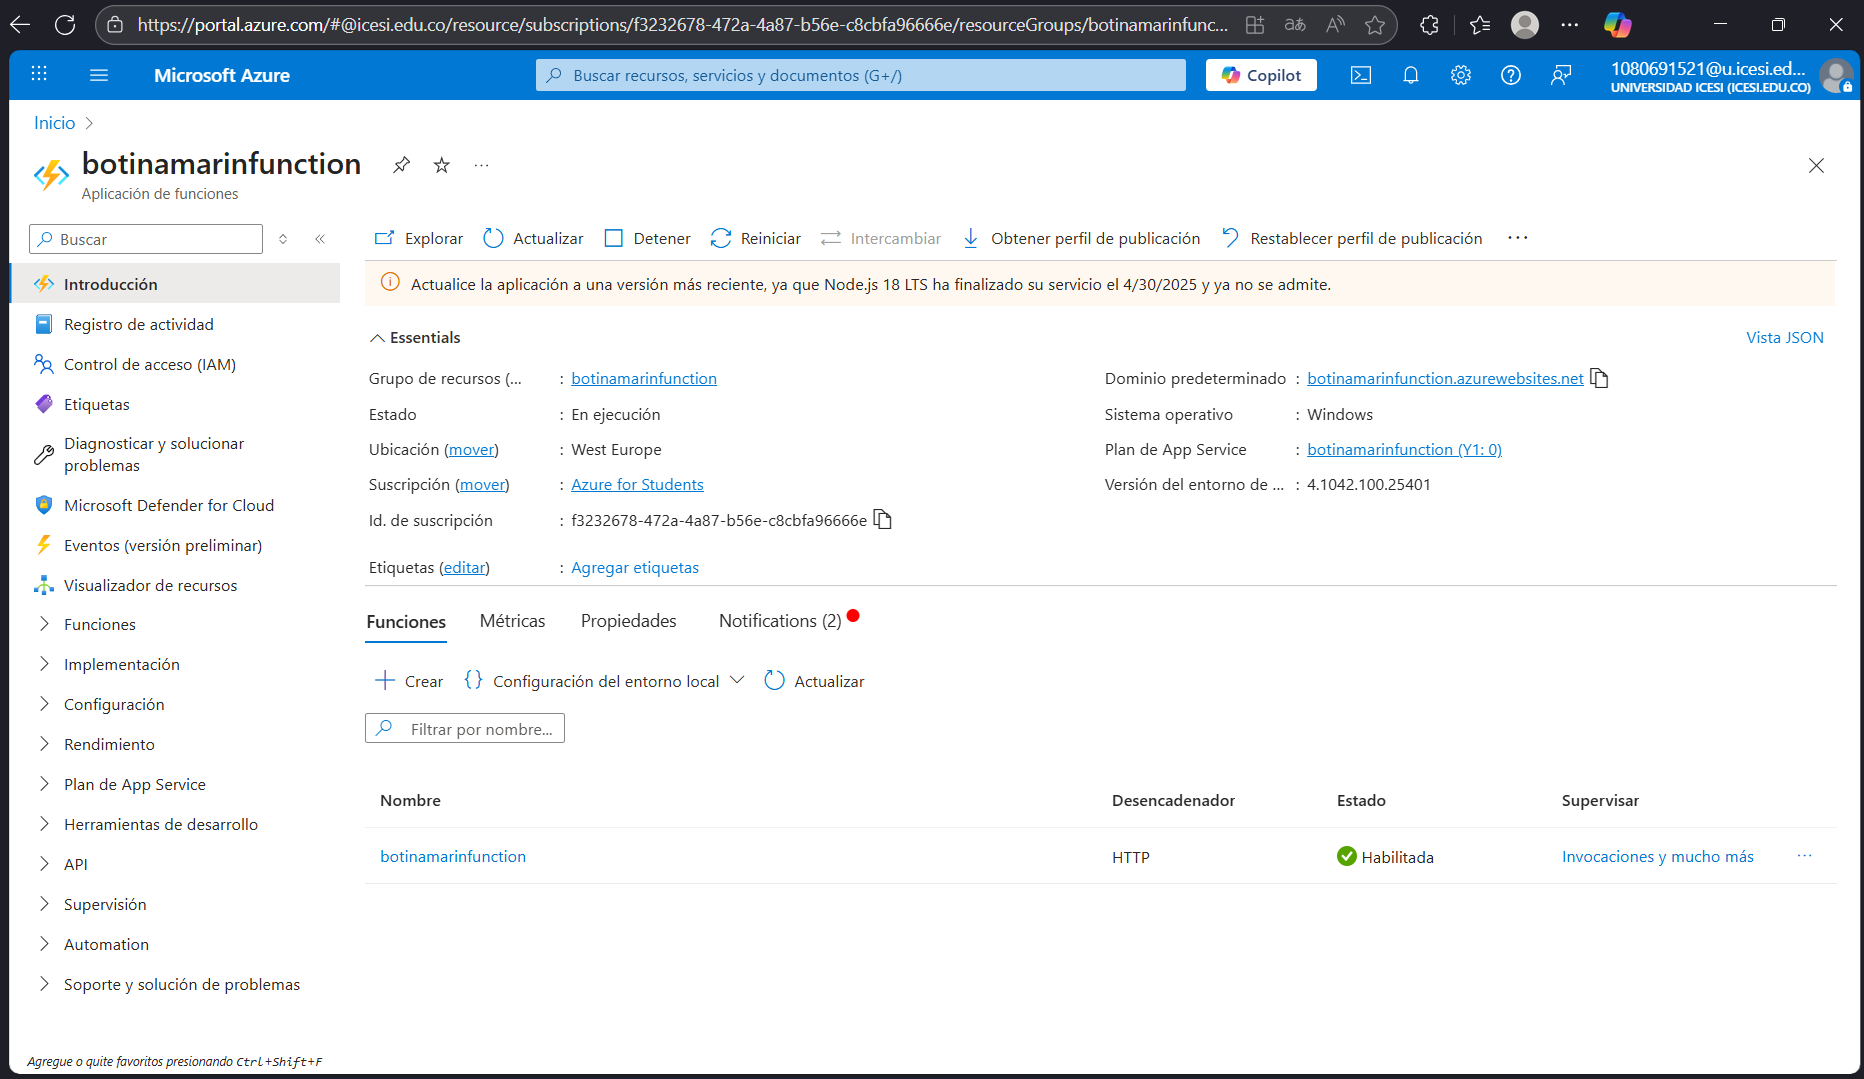 https://portal.azure.com/#@icesi.edu.co/resource/subscriptions/f3232678-472a-4a87-b56e-c8cbfa96666e/resourceGroups/botinamarinfunc...
Microsoft Azure
Buscar recursos, servicios y documentos (G+/)
Copilot
1080691521@u.icesi.ed...
UNIVERSIDAD ICESI (ICESI.EDU.CO)
Inicio
botinamarinfunction
Aplicación de funciones
Buscar
Explorar
Actualizar
Detener
Reiniciar
Intercambiar
Obtener perfil de publicación
Restablecer perfil de publicación
Introducción
Registro de actividad
Control de acceso (IAM)
Etiquetas
Diagnosticar y solucionar
problemas
Microsoft Defender for Cloud
Eventos (versión preliminar)
Visualizador de recursos
Funciones
Implementación
Configuración
Rendimiento
Plan de App Service
Herramientas de desarrollo
API
Supervisión
Automation
Soporte y solución de problemas
Agregue o quite favoritos presionando Ctrl+Shift+F
Actualice la aplicación a una versión más reciente, ya que Node.js 18 LTS ha finalizado su servicio el 4/30/2025 y ya no se admite.
Essentials
Vista JSON
Grupo de recursos (... : botinamarinfunction
Estado : En ejecución
Ubicación (mover) : West Europe
Suscripción (mover) : Azure for Students
Id. de suscripción : f3232678-472a-4a87-b56e-c8cbfa96666e
Etiquetas (editar) : Agregar etiquetas
Dominio predeterminado : botinamarinfunction.azurewebsites.net
Sistema operativo : Windows
Plan de App Service : botinamarinfunction (Y1: 0)
Versión del entorno de ... : 4.1042.100.25401
Funciones
Métricas
Propiedades
Notifications (2)
Crear
Configuración del entorno local
Actualizar
Filtrar por nombre...
Nombre Desencadenador Estado Supervisar
botinamarinfunction HTTP Habilitada Invocaciones y mucho más